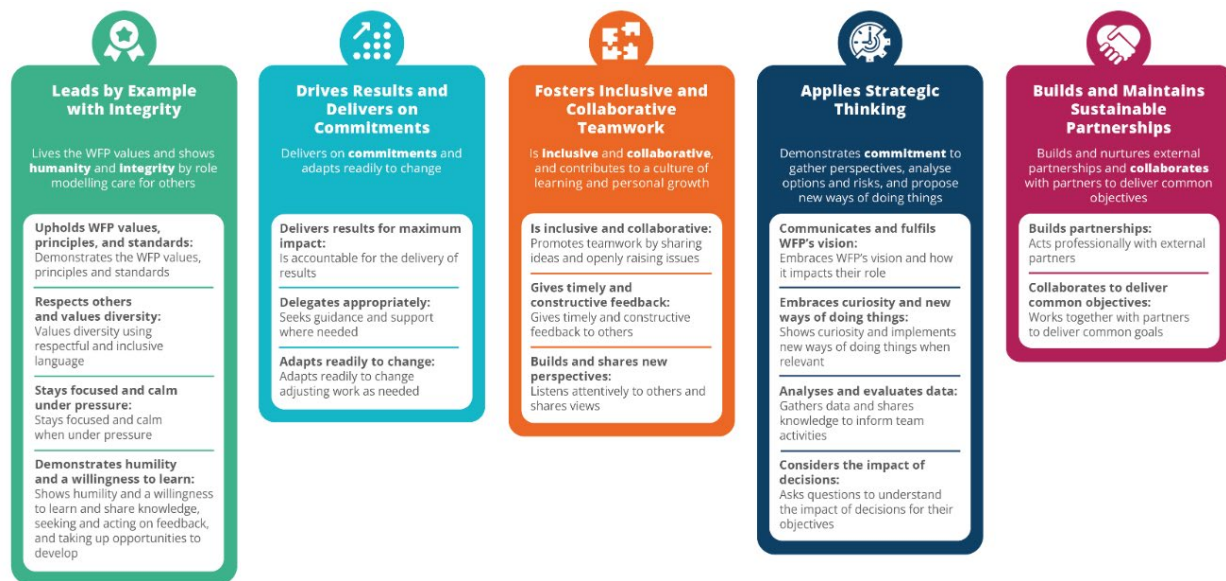 Leads by Example
with Integrity
Lives the WFP values and shows
humanity and integrity by role
modelling care for others
Upholds WFP values,
principles, and standards:
Demonstrates the WFP values,
principles and standards
Respects others
and values diversity:
Values diversity using
respectful and inclusive
language
Stays focused and calm
under pressure:
Stays focused and calm
when under pressure
Demonstrates humility
and a willingness to learn:
Shows humility and a willingness
to learn and share knowledge,
seeking and acting on feedback,
and taking up opportunities to
develop
Drives Results and
Delivers on
Commitments
Delivers on commitments and
adapts readily to change
Delivers results for maximum
impact:
Is accountable for the delivery of
results
Delegates appropriately:
Seeks guidance and support
where needed
Adapts readily to change:
Adapts readily to change
adjusting work as needed
Fosters Inclusive and
Collaborative
Teamwork
Is inclusive and collaborative,
and contributes to a culture of
learning and personal growth
Is inclusive and collaborative:
Promotes teamwork by sharing
ideas and openly raising issues
Gives timely and
constructive feedback:
Gives timely and constructive
feedback to others
Builds and shares new
perspectives:
Listens attentively to others and
shares views
Applies Strategic
Thinking
Demonstrates commitment to
gather perspectives, analyse
options and risks, and propose
new ways of doing things
Communicates and fulfils
WFP's vision:
Embraces WFP's vision and how
it impacts their role
Embraces curiosity and new
ways of doing things:
Shows curiosity and implements
new ways of doing things when
relevant
Analyses and evaluates data:
Gathers data and shares
knowledge to inform team
activities
Considers the impact of
decisions:
Asks questions to understand
the impact of decisions for their
objectives
Builds and Maintains
Sustainable
Partnerships
Builds and nurtures external
partnerships and collaborates
with partners to deliver common
objectives
Builds partnerships:
Acts professionally with external
partners
Collaborates to deliver
common objectives:
Works together with partners
to deliver common goals